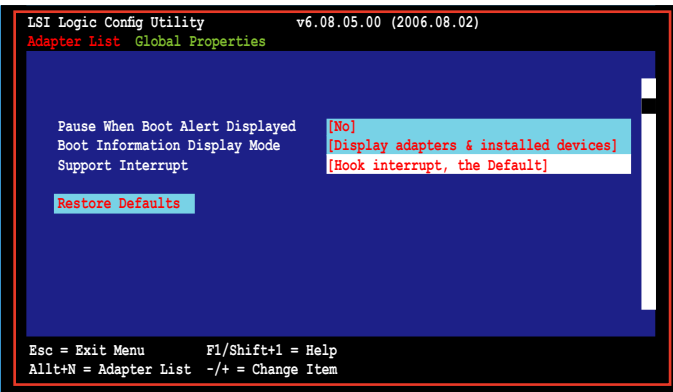 LSI Logic Config Utility v6.08.05.00 (2006.08.02)
Adapter List Global Properties
Pause When Boot Alert Displayed [No]
Boot Information Display Mode [Display adapters & installed devices]
Support Interrupt [Hook interrupt, the Default]
Restore Defaults
Esc = Exit Menu F1/Shift+1 = Help
Allt+N = Adapter List -/+ = Change Item